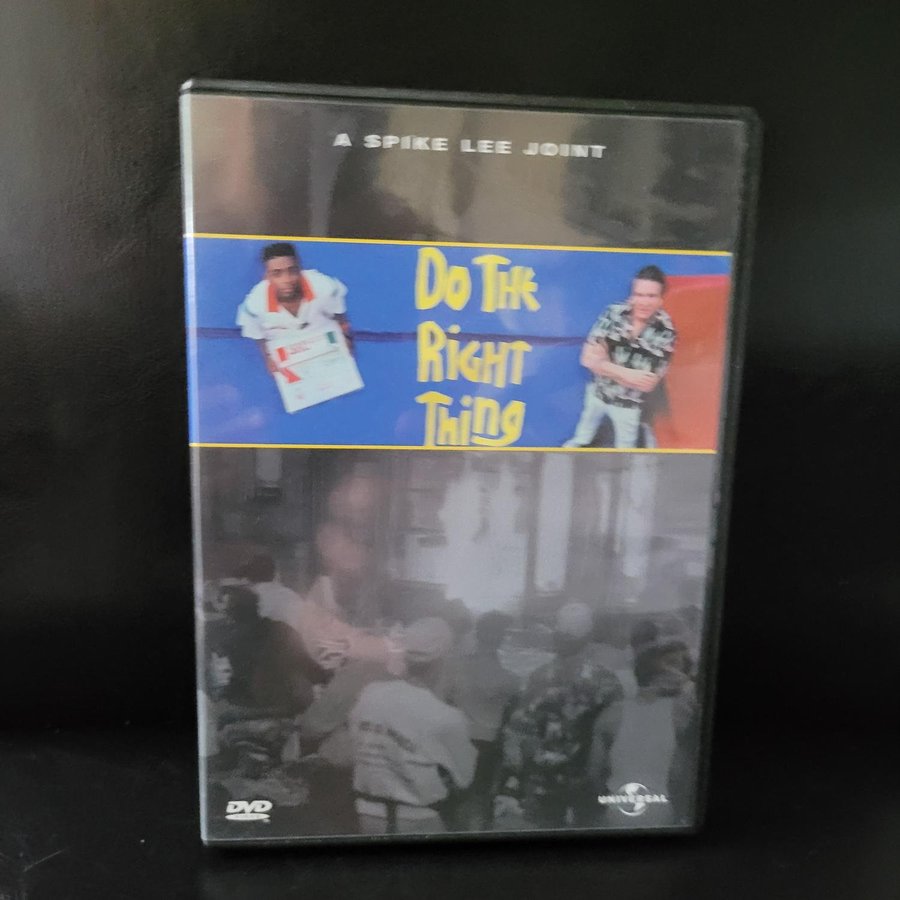 A SPIKE LEE JOINT
DO THE
RIGHT
THing
DVD
UNIVERSAL